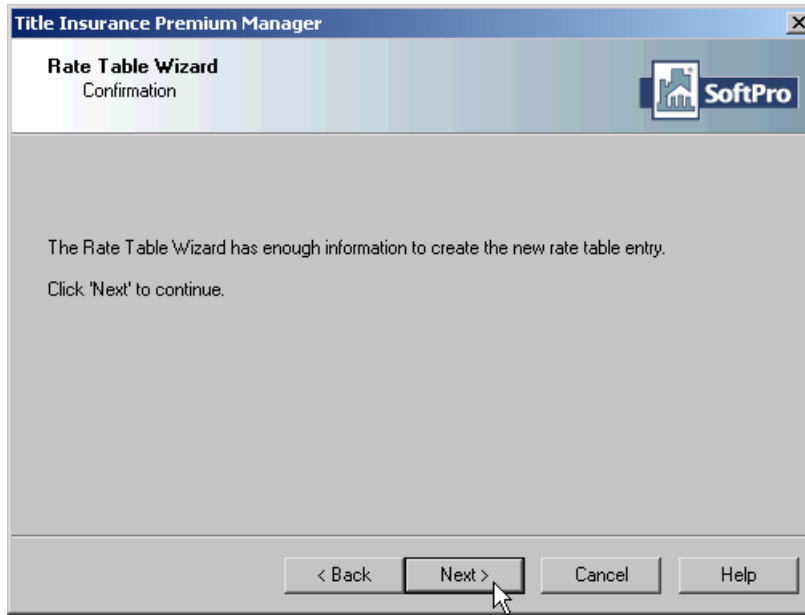 Title Insurance Premium Manager
Rate Table Wizard
Confirmation
SoftPro
The Rate Table Wizard has enough information to create the new rate table entry.
Click 'Next' to continue.
< Back Next > Cancel Help